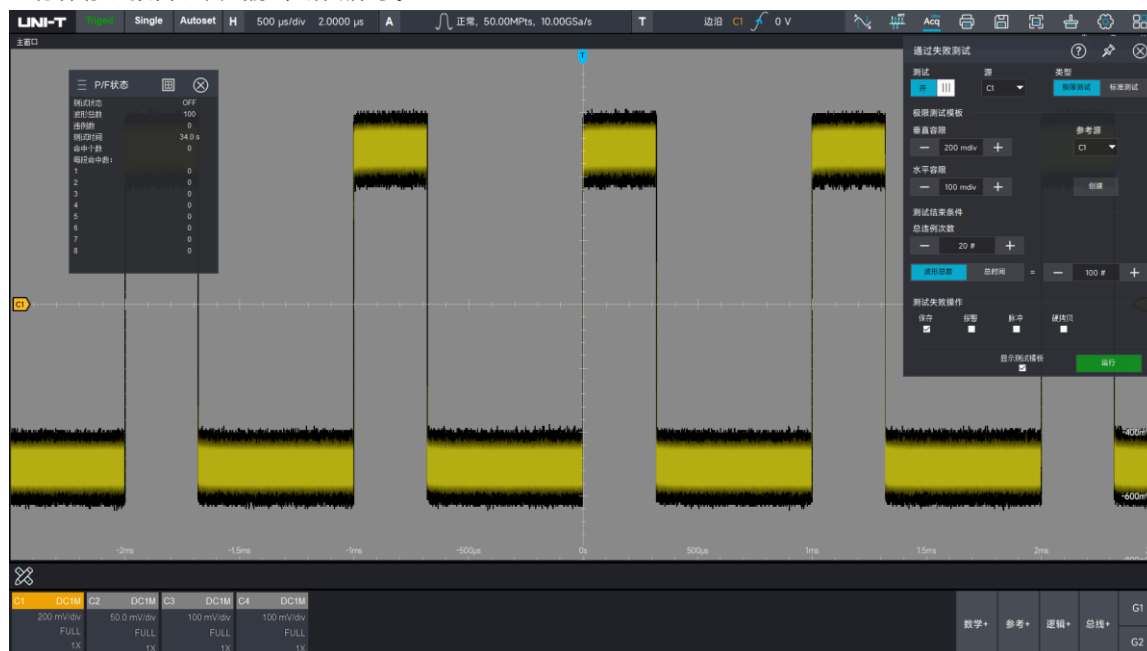 UNI-T Triged Single Autoset H 500 μs/div 2.0000 μs A 正常, 50.00MPts, 10.00GSa/s T 边沿 C1 0 V Acq
主窗口
T
P/F状态
测试状态 OFF
波形总数 100
违例数 0
测试时间 34.0 s
命中个数 0
每段命中数:
1 0
2 0
3 0
4 0
5 0
6 0
7 0
8 0
通过失败测试
测试 源 类型
开 C1 极限测试 标准测试
极限测试模板
垂直容限 参考源
— 200 mdiv + C1
水平容限
— 100 mdiv + 创建
测试结束条件
总违例次数
— 20 # +
波形总数 总时间 = — 100 # +
测试失败操作
保存 报警 脉冲 硬拷贝
显示测试模板 运行
C1
-400m
-600m
-2ms -1.5ms -1ms -500μs 0s 500μs 1ms 1.5ms 2ms
C1 DC1M C2 DC1M C3 DC1M C4 DC1M
200 mV/div 50.0 mV/div 100 mV/div 100 mV/div
FULL FULL FULL FULL
1X 1X 1X 1X
数学+ 参考+ 逻辑+ 总线+
G1
G2